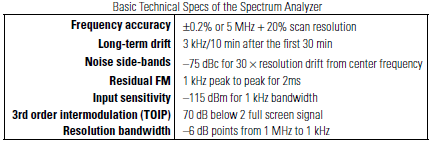 Basic Technical Specs of the Spectrum Analyzer
Frequency accuracy ±0.2% or 5 MHz + 20% scan resolution
Long-term drift 3 kHz/10 min after the first 30 min
Noise side-bands –75 dBc for 30 × resolution drift from center frequency
Residual FM 1 kHz peak to peak for 2ms
Input sensitivity –115 dBm for 1 kHz bandwidth
3rd order intermodulation (TOIP) 70 dB below 2 full screen signal
Resolution bandwidth –6 dB points from 1 MHz to 1 kHz